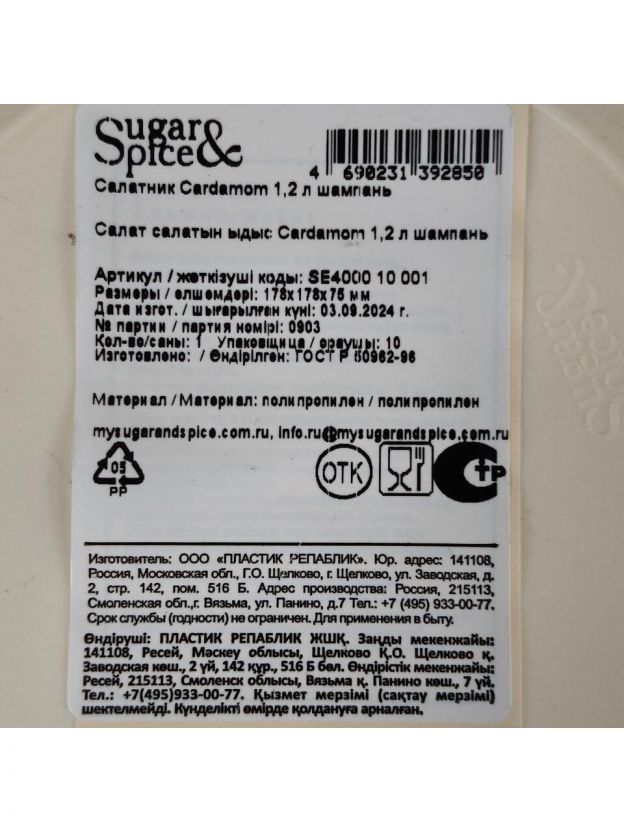 Sugar &
Spice
4 690231 392850
Салатник Cardamom 1,2 л шампань
Салат салатын ыдыс Cardamom 1,2 л шампань
Артикул / жеткізуші коды: SE4000 10 001
Размеры / өлшемдері: 178х178х75 мм
Дата изгот. / шығарылған күні: 03.09.2024 г.
№ партии / партия номірі: 0903
Кол-во/саны: 1 Упаковщица / ораушы: 10
Изготовлено: / Өндірілген: ГОСТ Р 50962-96
Материал / Материал: полипропилен / полипропилен
mysugarandspice.com.ru, info.ru@mysugarandspice.com.ru
05
PP
ОТК
Стр
Изготовитель: ООО «ПЛАСТИК РЕПАБЛИК». Юр. адрес: 141108,
Россия, Московская обл., Г.О. Щелково, г. Щелково, ул. Заводская, д.
2, стр. 142, пом. 516 Б. Адрес производства: Россия, 215113,
Смоленская обл.,г. Вязьма, ул. Панино, д.7 Тел.: +7 (495) 933-00-77.
Срок службы (годности) не ограничен. Для применения в быту.
Өндіруші: ПЛАСТИК РЕПАБЛИК ЖШҚ. Заңды мекенжайы:
141108, Ресей, Мәскеу облысы, Щелково Қ.О. Щелково қ.
Заводская көш., 2 үй, 142 құр., 516 Б бөл. Өндірістік мекенжайы:
Ресей, 215113, Смоленск облысы, Вязьма қ. Панино көш., 7 үй.
Тел.: +7(495)933-00-77. Қызмет мерзімі (сақтау мерзімі)
шектелмейді. Күнделікті өмірде қолдануға арналған.
Sugar &
Spice